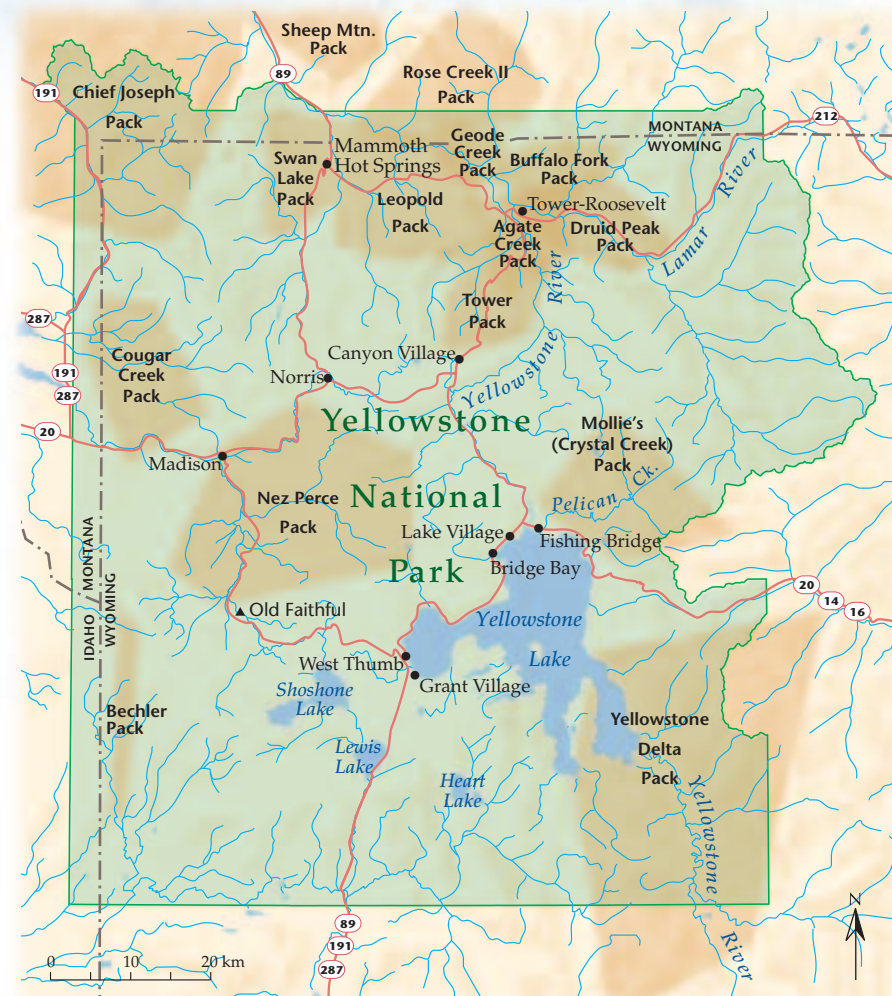 Sheep Mtn.
Pack
89
Rose Creek II
Pack
191
Chief Joseph
Pack
212
MONTANA
WYOMING
Mammoth
Hot Springs
Geode
Creek
Pack
Buffalo Fork
Pack
Swan
Lake
Pack
Leopold
Pack
Tower-Roosevelt
Agate
Creek
Pack
Druid Peak
Pack
Lamar River
Tower
Pack
Yellowstone River
287
Cougar
Creek
Pack
Canyon Village
Norris
191
287
20
Yellowstone
National
Park
Mollie's
(Crystal Creek)
Pack
Madison
Nez Perce
Pack
Pelican Ck.
Lake Village
Fishing Bridge
Bridge Bay
MONTANA
IDAHO
WYOMING
Old Faithful
20
14
16
Yellowstone
Lake
West Thumb
Grant Village
Shoshone
Lake
Bechler
Pack
Yellowstone
Delta
Pack
Lewis
Lake
Heart
Lake
Yellowstone River
N
89
191
287
0 10 20 km